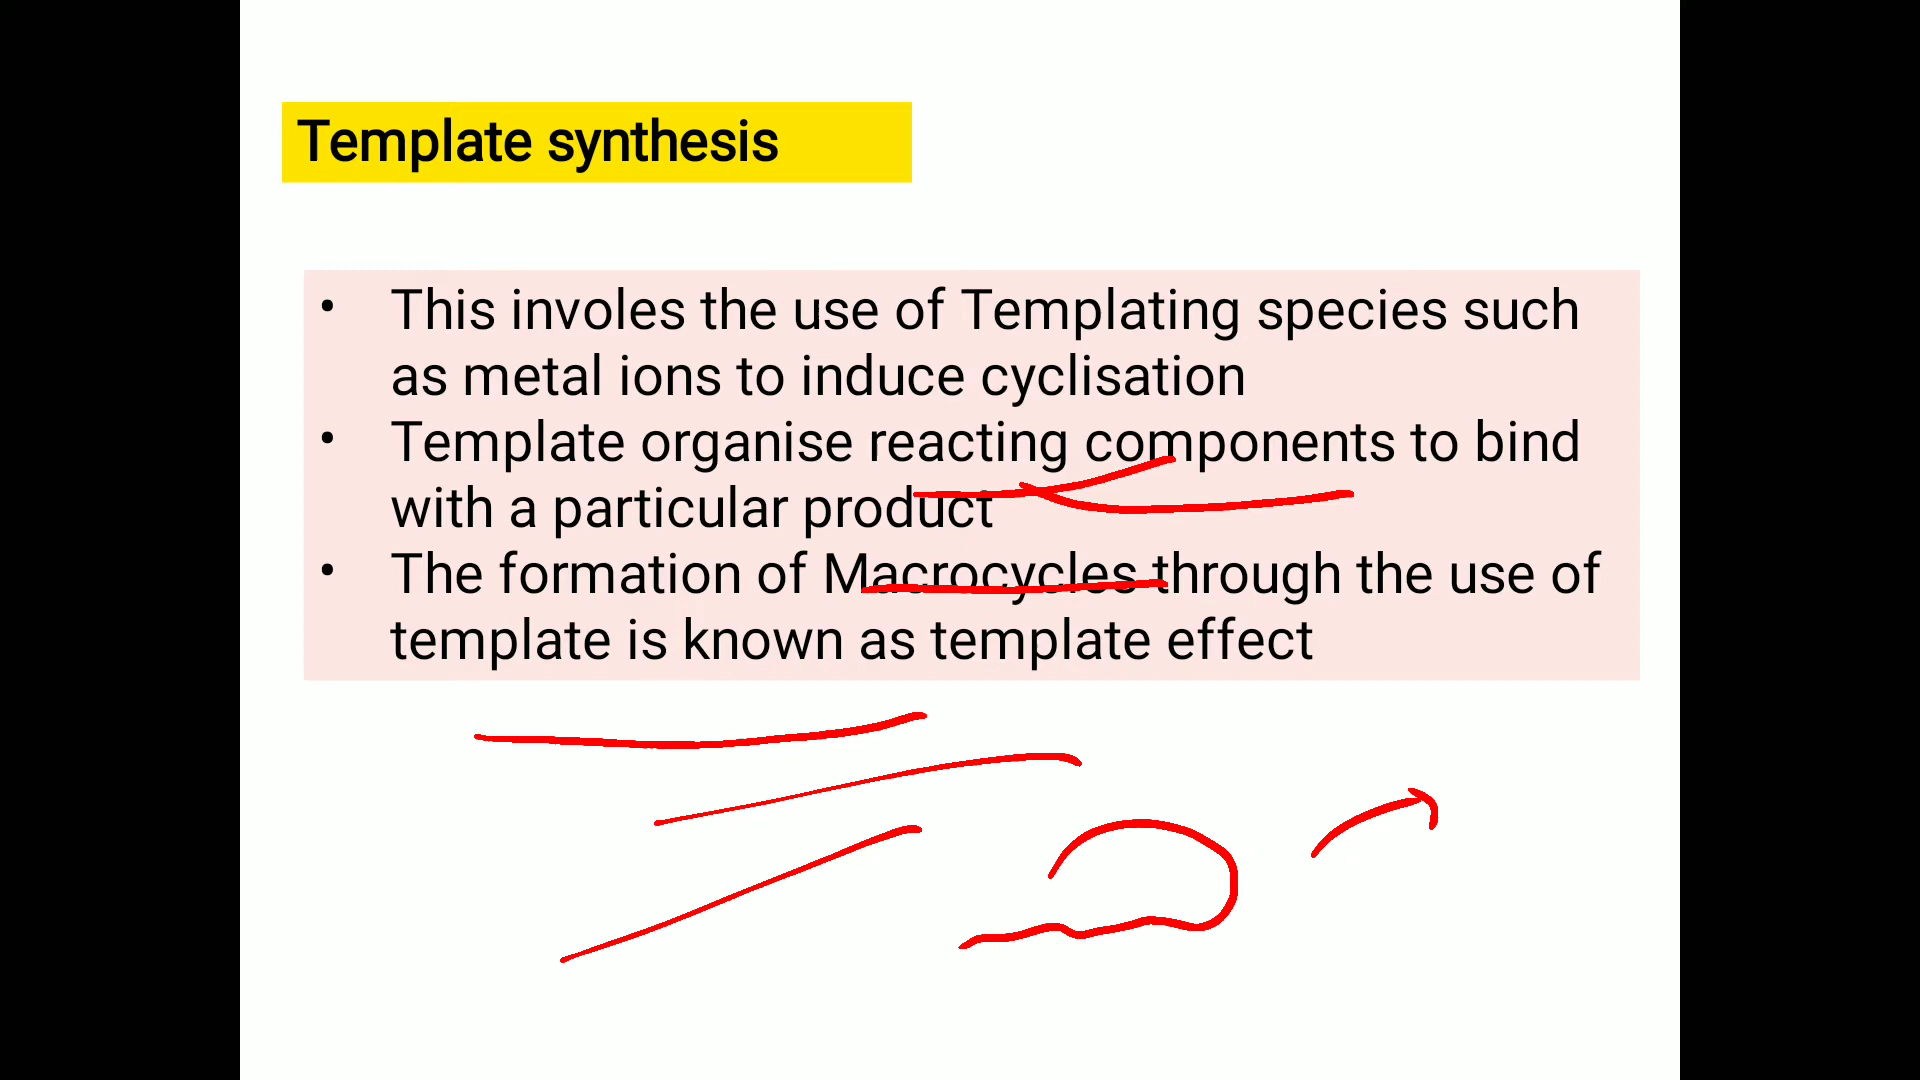 Template synthesis
• This involes the use of Templating species such
as metal ions to induce cyclisation
• Template organise reacting components to bind
with a particular product
• The formation of Macrocycles through the use of
template is known as template effect